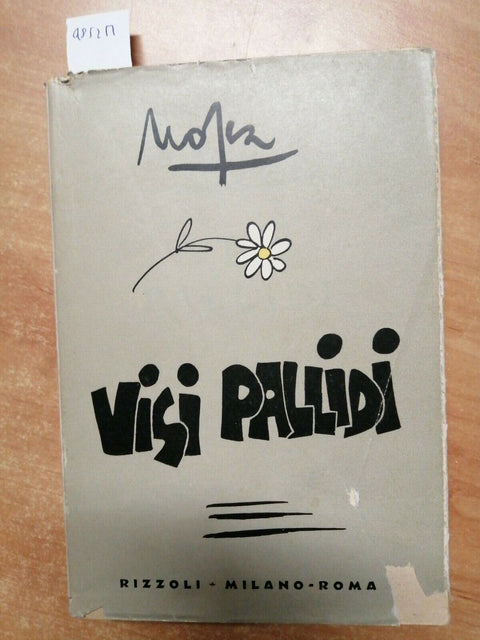 Mosca
VISI PALLIDI
RIZZOLI - MILANO-ROMA